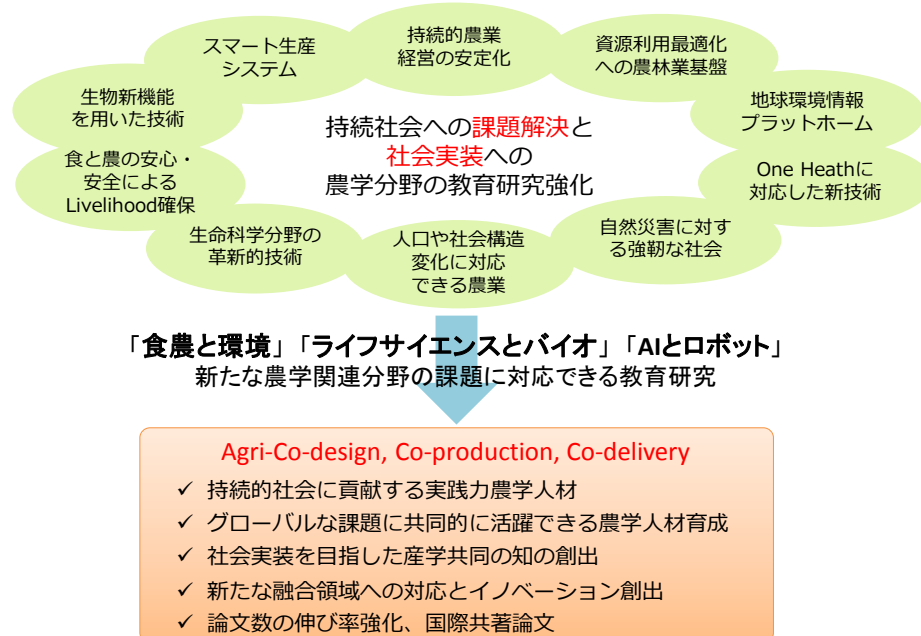 持続的農業
経営の安定化
スマート生産
システム
資源利用最適化
への農林業基盤
生物新機能
を用いた技術
地球環境情報
プラットホーム
持続社会への課題解決と
社会実装への
農学分野の教育研究強化
食と農の安心・
安全による
Livelihood確保
One Heathに
対応した新技術
生命科学分野の
革新的技術
人口や社会構造
変化に対応
できる農業
自然災害に対す
る強靭な社会
「食農と環境」「ライフサイエンスとバイオ」「AIとロボット」
新たな農学関連分野の課題に対応できる教育研究
Agri-Co-design, Co-production, Co-delivery
✓ 持続的社会に貢献する実践力農学人材
✓ グローバルな課題に共同的に活躍できる農学人材育成
✓ 社会実装を目指した産学共同の知の創出
✓ 新たな融合領域への対応とイノベーション創出
✓ 論文数の伸び率強化、国際共著論文